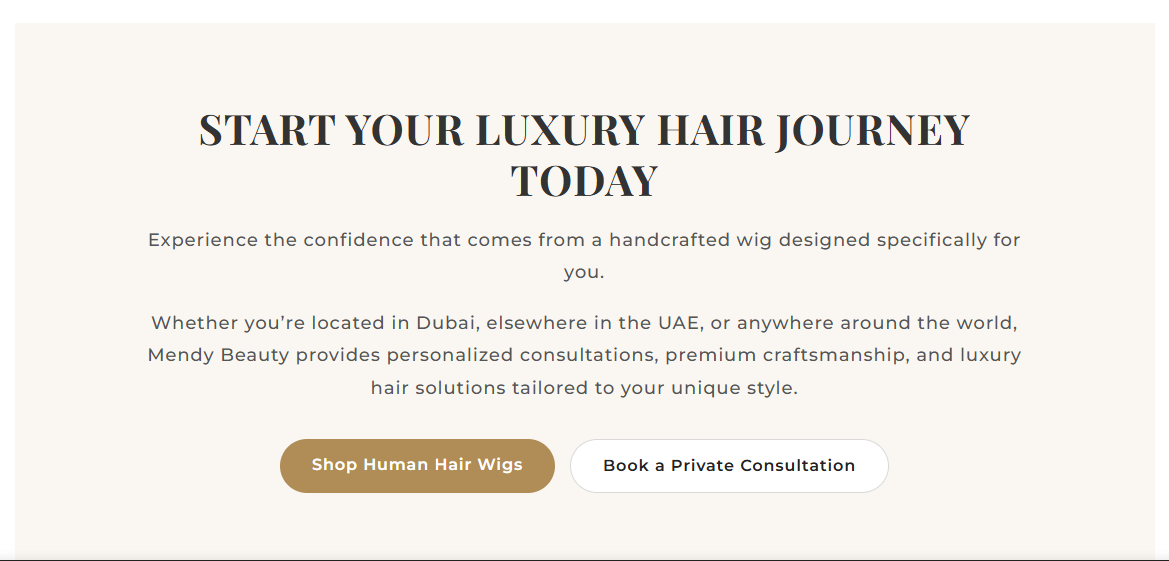 START YOUR LUXURY HAIR JOURNEY
TODAY
Experience the confidence that comes from a handcrafted wig designed specifically for
you.
Whether you’re located in Dubai, elsewhere in the UAE, or anywhere around the world,
Mendy Beauty provides personalized consultations, premium craftsmanship, and luxury
hair solutions tailored to your unique style.
Shop Human Hair Wigs
Book a Private Consultation